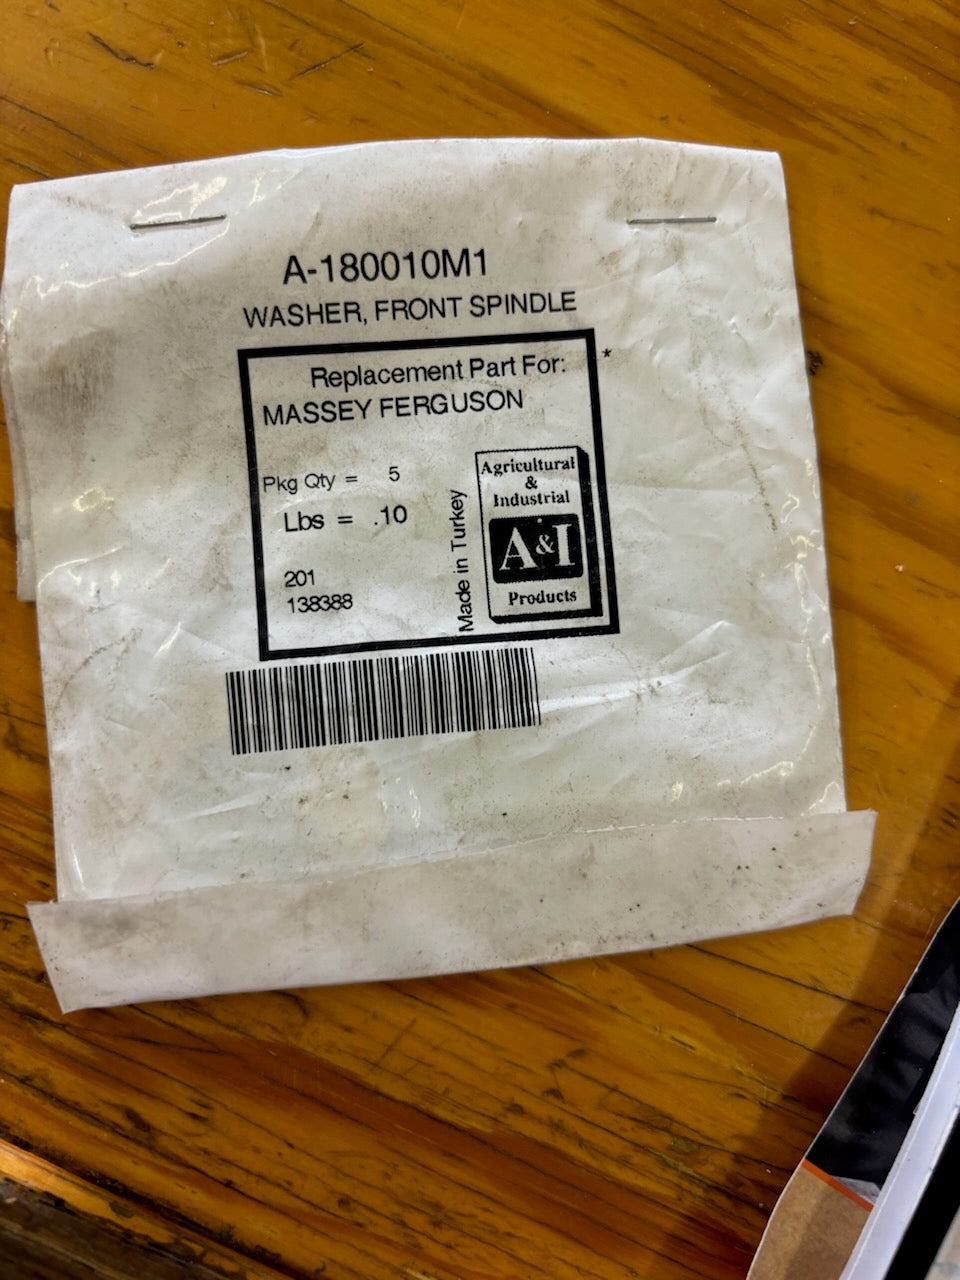 A-180010M1
WASHER, FRONT SPINDLE
Replacement Part For:
*
MASSEY FERGUSON
Pkg Qty = 5
Lbs = .10
201
138388
Made in Turkey
Agricultural
&
Industrial
A&I
Products